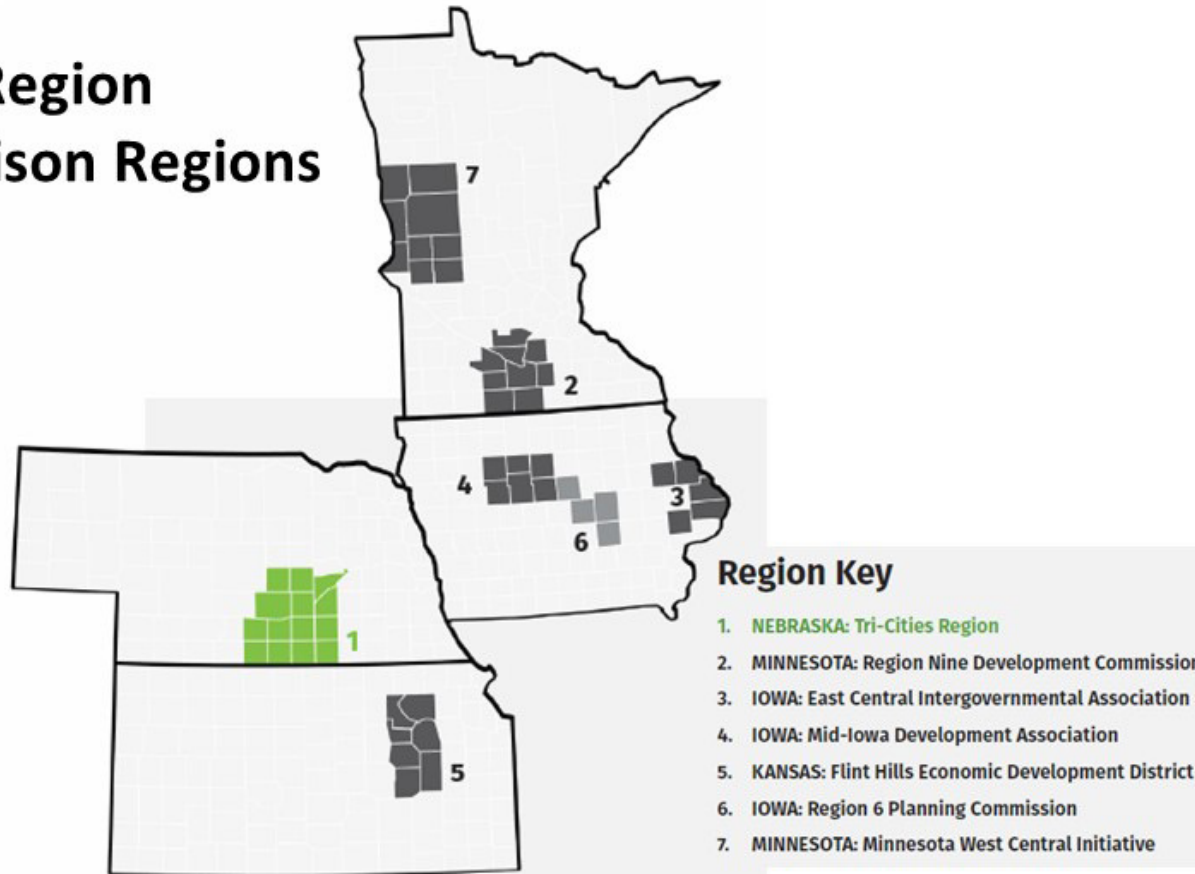 Region
ison Regions
7
2
4
3
6
1
5
Region Key
1. NEBRASKA: Tri-Cities Region
2. MINNESOTA: Region Nine Development Commission
3. IOWA: East Central Intergovernmental Association
4. IOWA: Mid-Iowa Development Association
5. KANSAS: Flint Hills Economic Development District
6. IOWA: Region 6 Planning Commission
7. MINNESOTA: Minnesota West Central Initiative